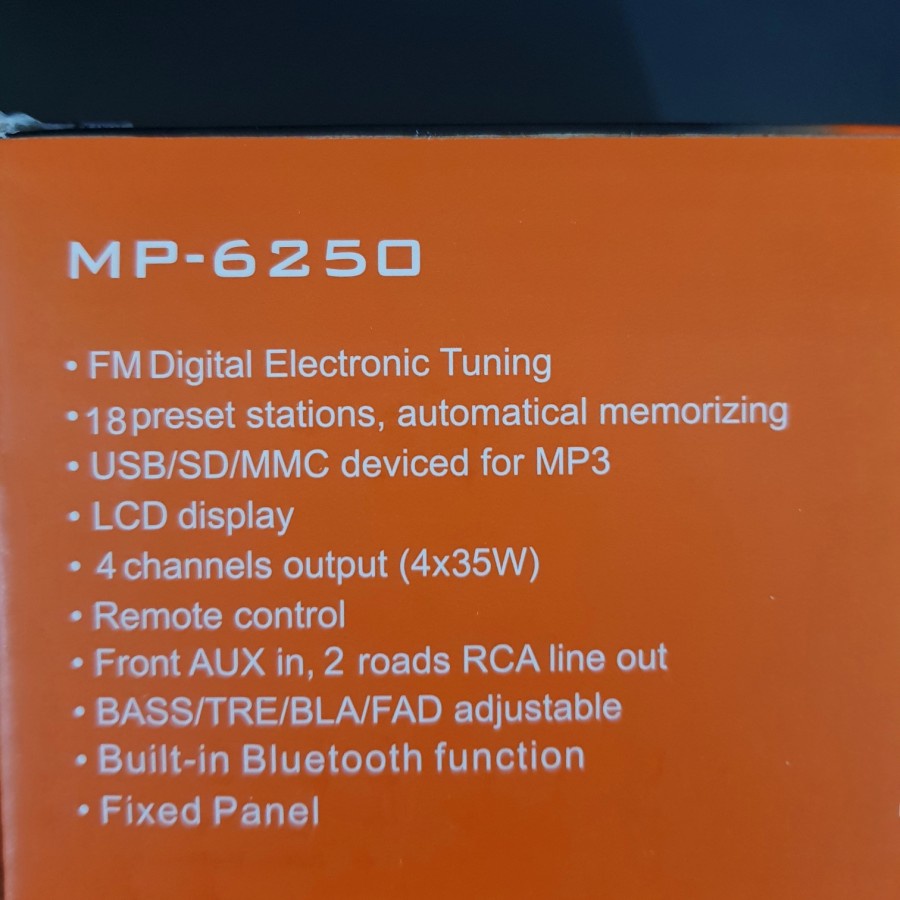 MP-6250
• FM Digital Electronic Tuning
• 18 preset stations, automatical memorizing
• USB/SD/MMC deviced for MP3
• LCD display
• 4 channels output (4x35W)
• Remote control
• Front AUX in, 2 roads RCA line out
• BASS/TRE/BLA/FAD adjustable
• Built-in Bluetooth function
• Fixed Panel